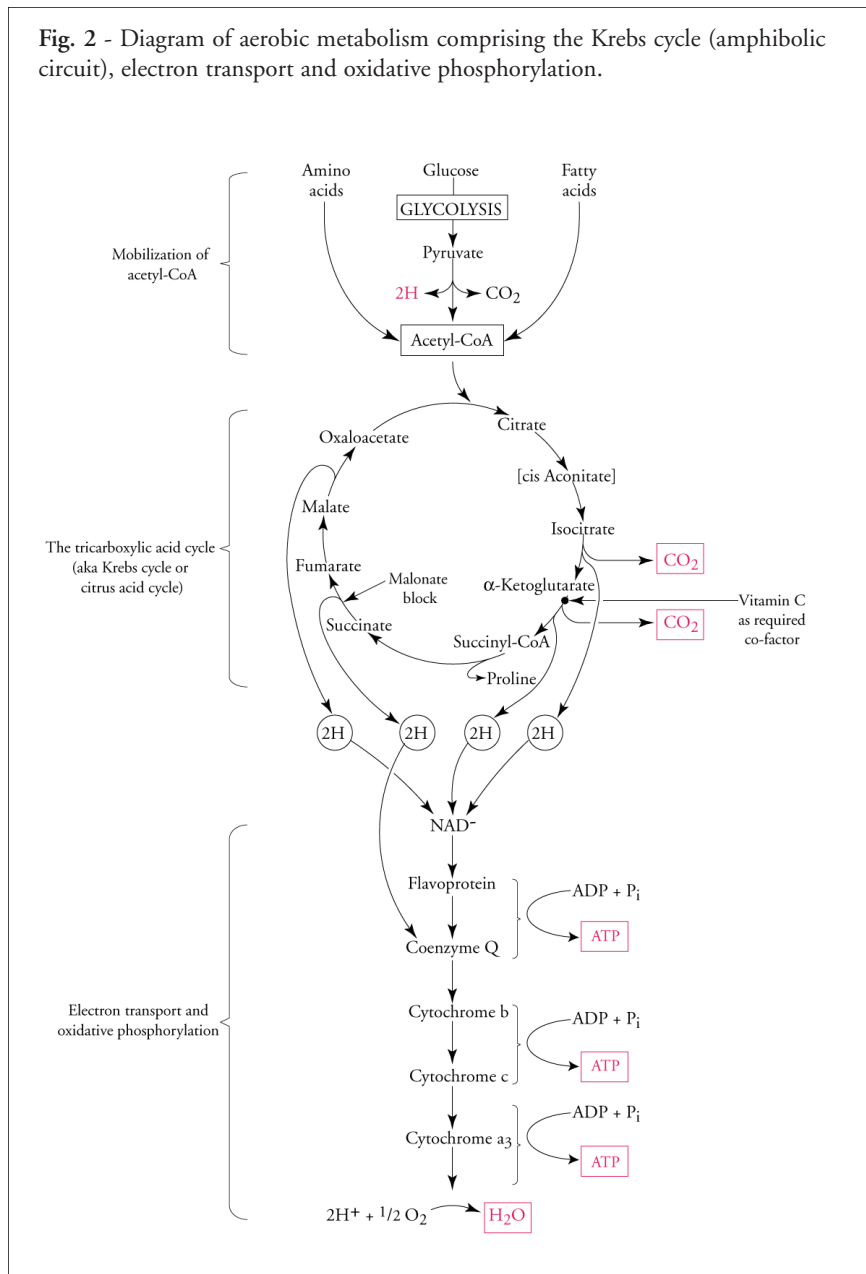 Fig. 2 - Diagram of aerobic metabolism comprising the Krebs cycle (amphibolic
circuit), electron transport and oxidative phosphorylation.
Amino
acids
Glucose
Fatty
acids
GLYCOLYSIS
Mobilization of
acetyl-CoA
Pyruvate
2H
CO2
Acetyl-CoA
Citrate
Oxaloacetate
[cis Aconitate]
Malate
Isocitrate
The tricarboxylic acid cycle
(aka Krebs cycle or
citrus acid cycle)
CO2
Fumarate
α-Ketoglutarate
Malonate
block
Vitamin C
as required
co-factor
CO2
Succinate
Succinyl-CoA
Proline
2H
2H
2H
2H
NAD-
Flavoprotein
ADP + Pi
ATP
Coenzyme Q
Electron transport and
oxidative phosphorylation
Cytochrome b
ADP + Pi
ATP
Cytochrome c
ADP + Pi
Cytochrome a3
ATP
2H+ + 1/2 O2
H2O